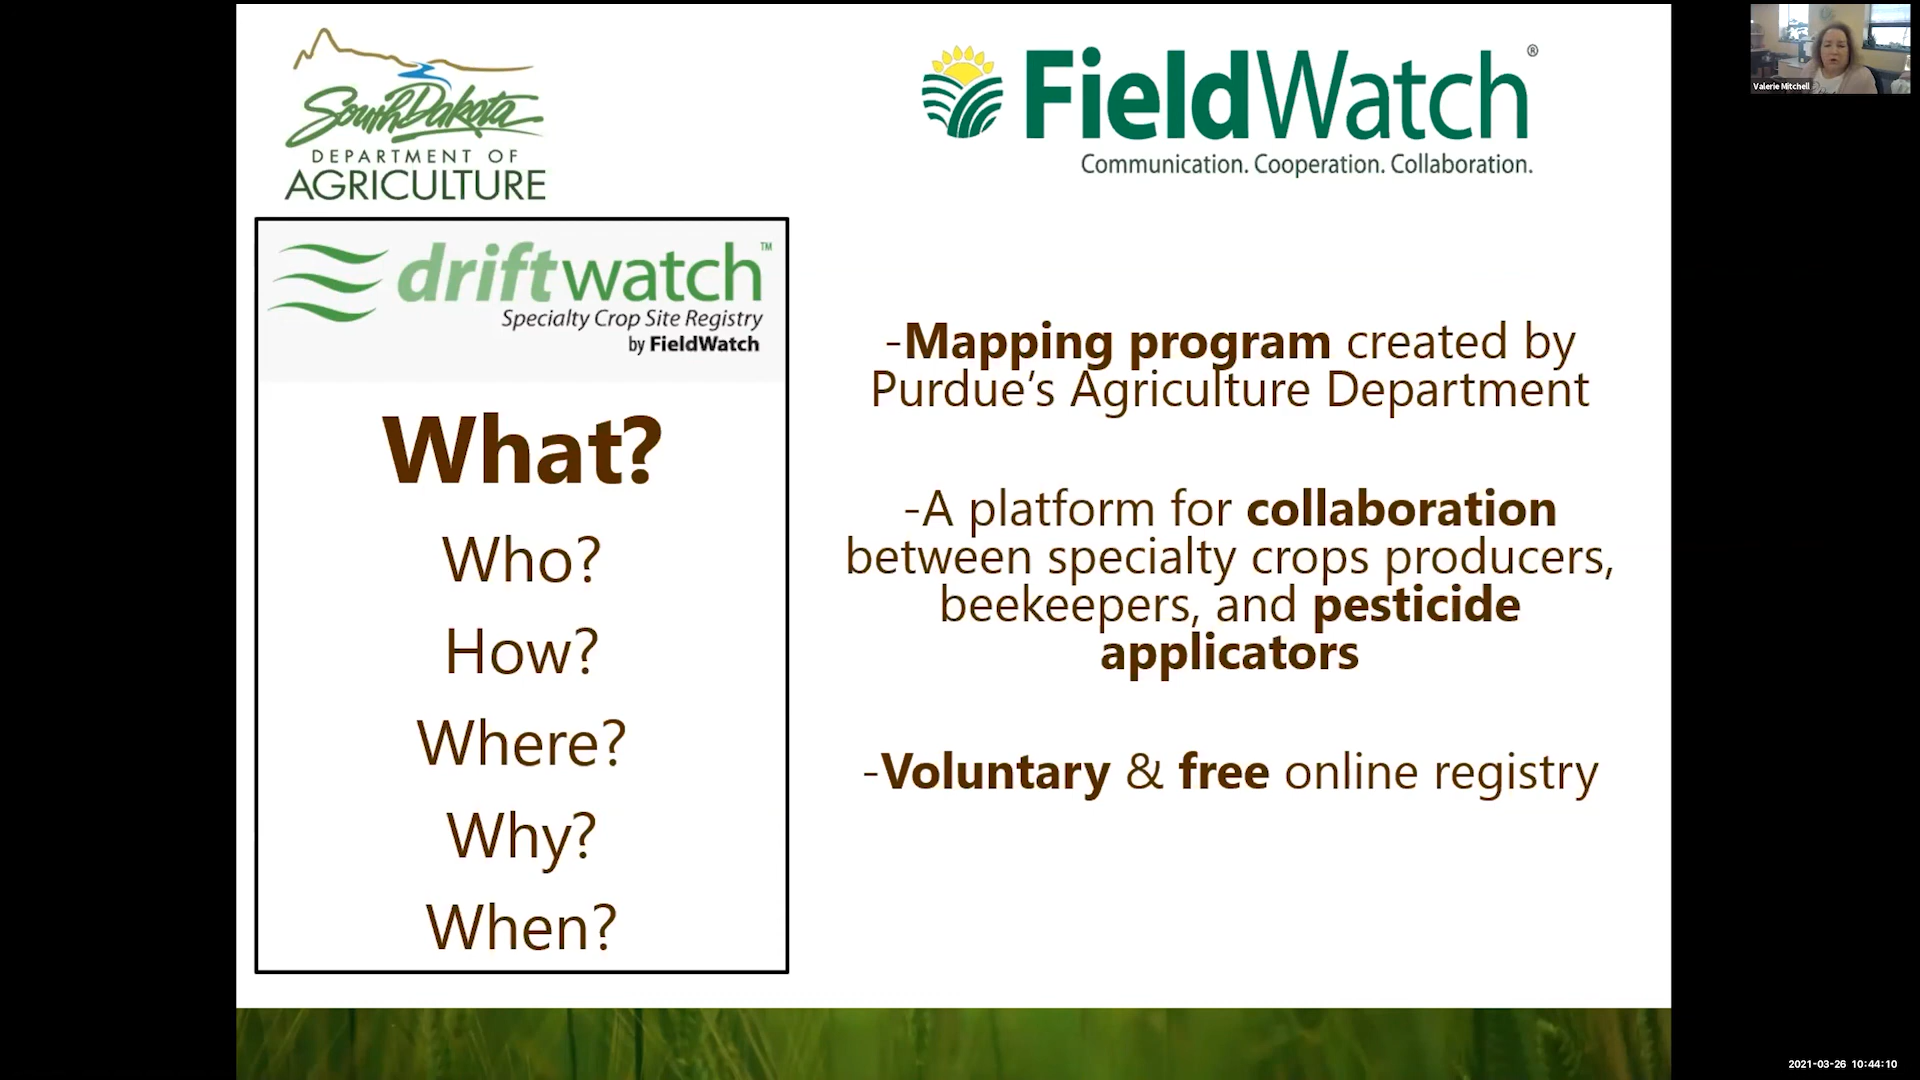 South Dakota
DEPARTMENT OF
AGRICULTURE
FieldWatch®
Communication. Cooperation. Collaboration.
Valerie Mitchell
driftwatch™
Specialty Crop Site Registry
by FieldWatch
What?
Who?
How?
Where?
Why?
When?
-Mapping program created by
Purdue's Agriculture Department
-A platform for collaboration
between specialty crops producers,
beekeepers, and pesticide
applicators
-Voluntary & free online registry
2021-03-26 10:44:10